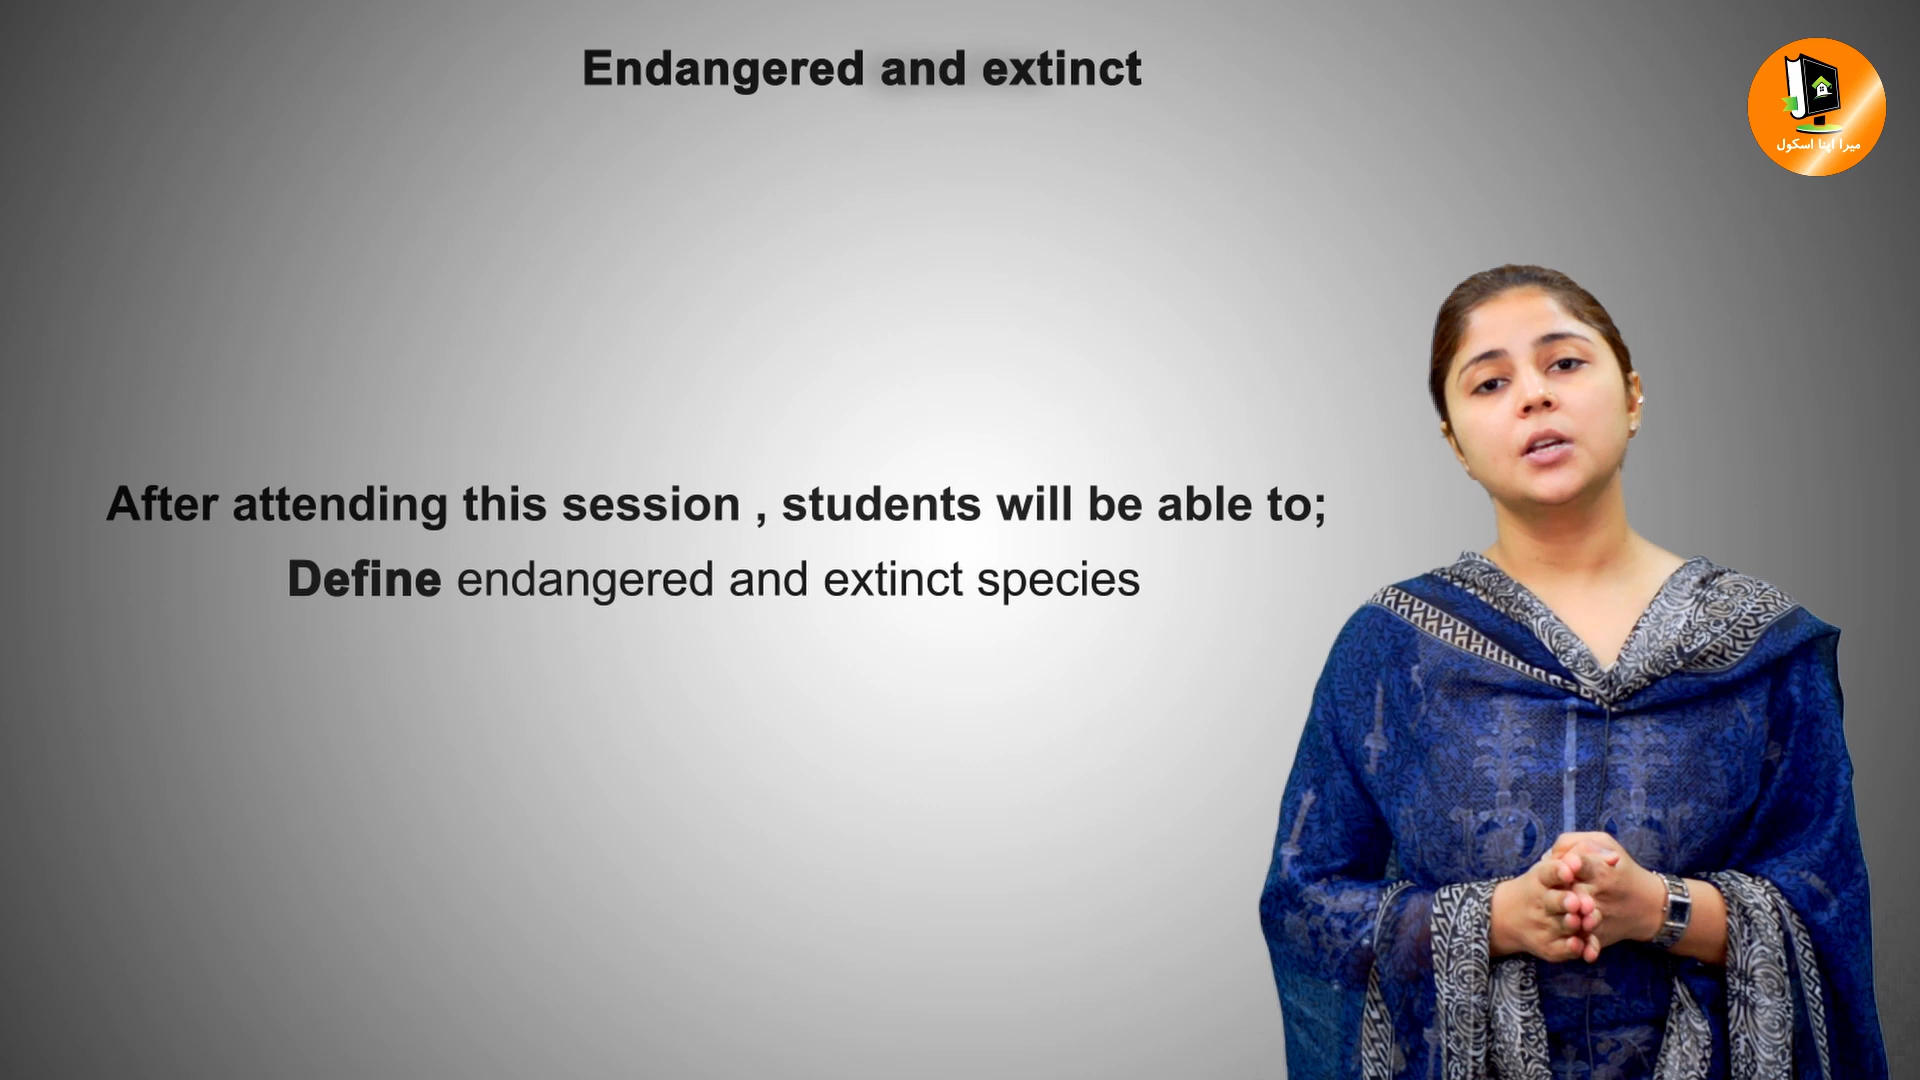 Endangered and extinct
میرا اپنا اسکول
After attending this session , students will be able to;
Define endangered and extinct species